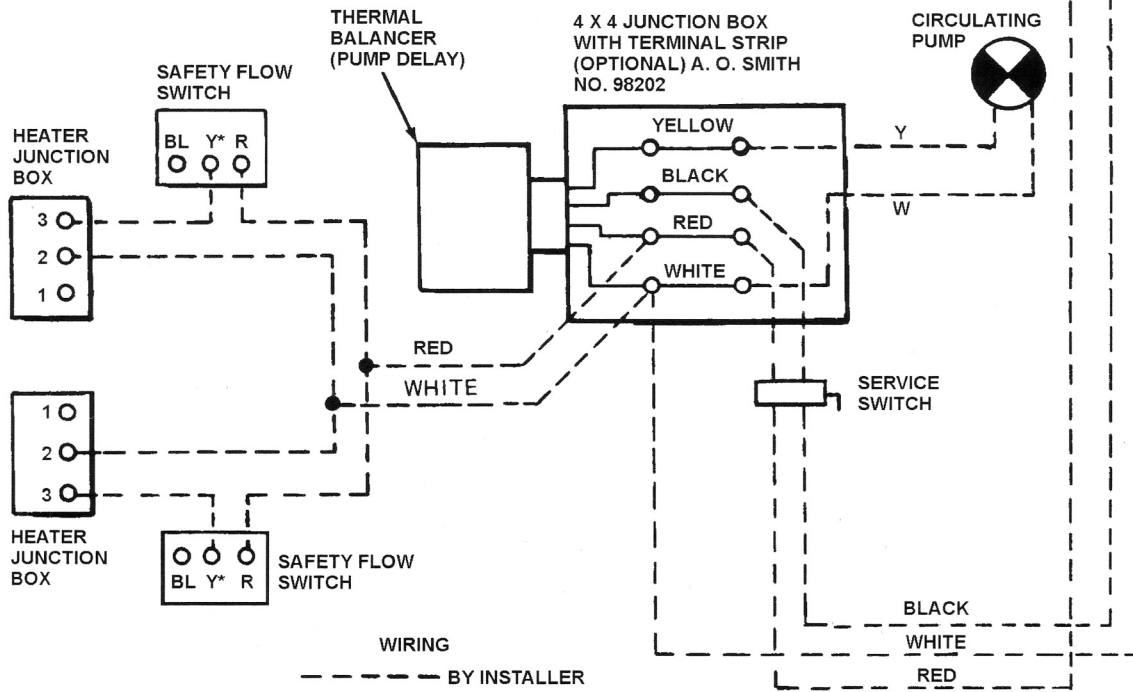 THERMAL
BALANCER
(PUMP DELAY)
4 X 4 JUNCTION BOX
WITH TERMINAL STRIP
(OPTIONAL) A. O. SMITH
NO. 98202
CIRCULATING
PUMP
SAFETY FLOW
SWITCH
BL Y* R
HEATER
JUNCTION
BOX
3
2
1
YELLOW
BLACK
RED
WHITE
Y
W
RED
WHITE
SERVICE
SWITCH
1
2
3
HEATER
JUNCTION
BOX
BL Y* R
SAFETY FLOW
SWITCH
BLACK
WHITE
RED
WIRING
BY INSTALLER